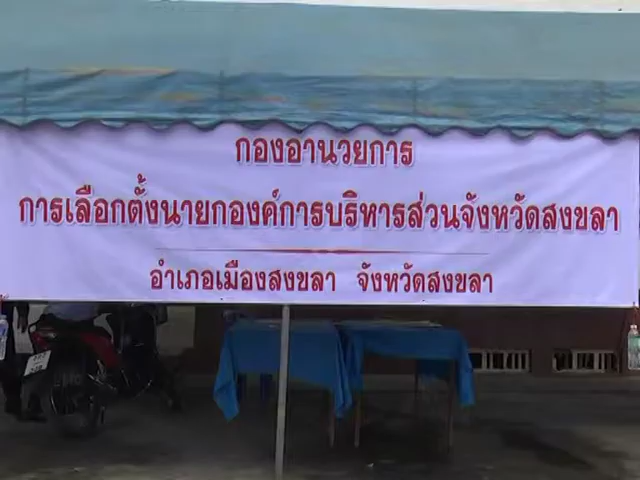 กองอำนวยการ
การเลือกตั้งนายกองค์การบริหารส่วนจังหวัดสงขลา
อำเภอเมืองสงขลา จังหวัดสงขลา